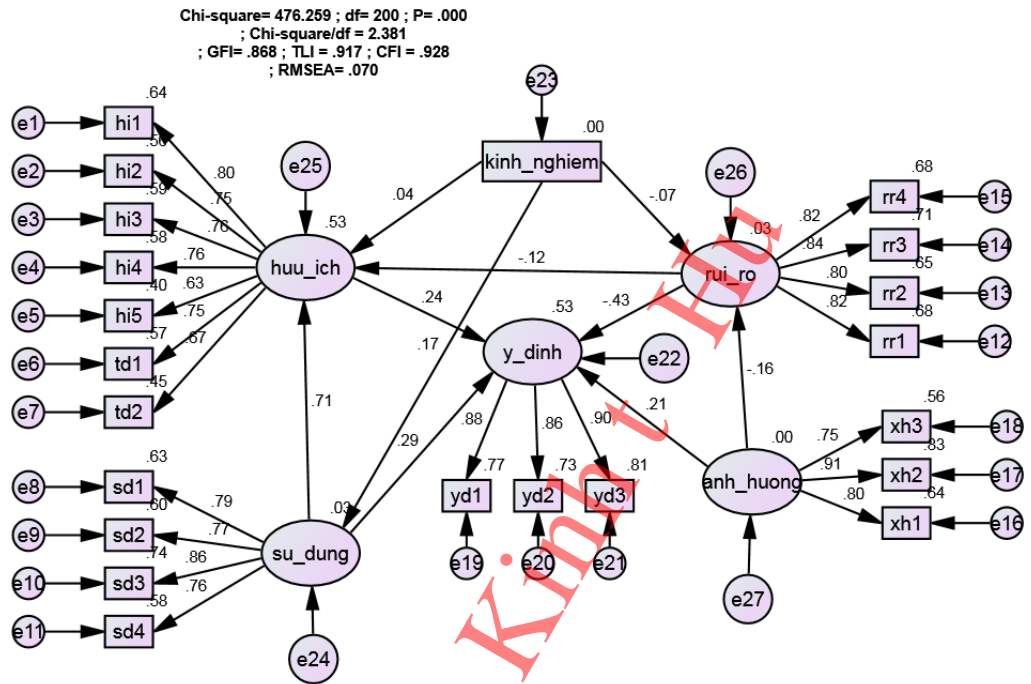 Chi-square= 476.259 ; df= 200 ; P= .000
; Chi-square/df = 2.381
; GFI= .868 ; TLI = .917 ; CFI = .928
; RMSEA= .070
e23
.64
e1
hi1
.00
kinh_nghiem
.56
e2
hi2
.80
e25
e26
.68
.59
.75
.04
-.07
rr4
e15
e3
hi3
.76
.53
.03
.82
.71
.58
e4
hi4
.76
huu_ich
-.12
rui_ro
.84
rr3
e14
.65
.40
.63
.80
rr2
e13
e5
hi5
.75
.24
.53
-.43
.82
.68
.57
.67
.17
y_dinh
e22
rr1
e12
e6
td1
.45
-.16
e7
td2
.71
.88
.86
.90
.21
.56
.75
xh3
e18
.29
.00
.83
.63
.77
.73
.81
.91
xh2
e17
e8
sd1
.79
yd1
yd2
yd3
anh_huong
.80
.64
.60
.03
xh1
e16
e9
sd2
.77
.74
.86
su_dung
e19
e20
e21
e10
sd3
.76
.58
e27
e11
sd4
e24
Kinh t Hu